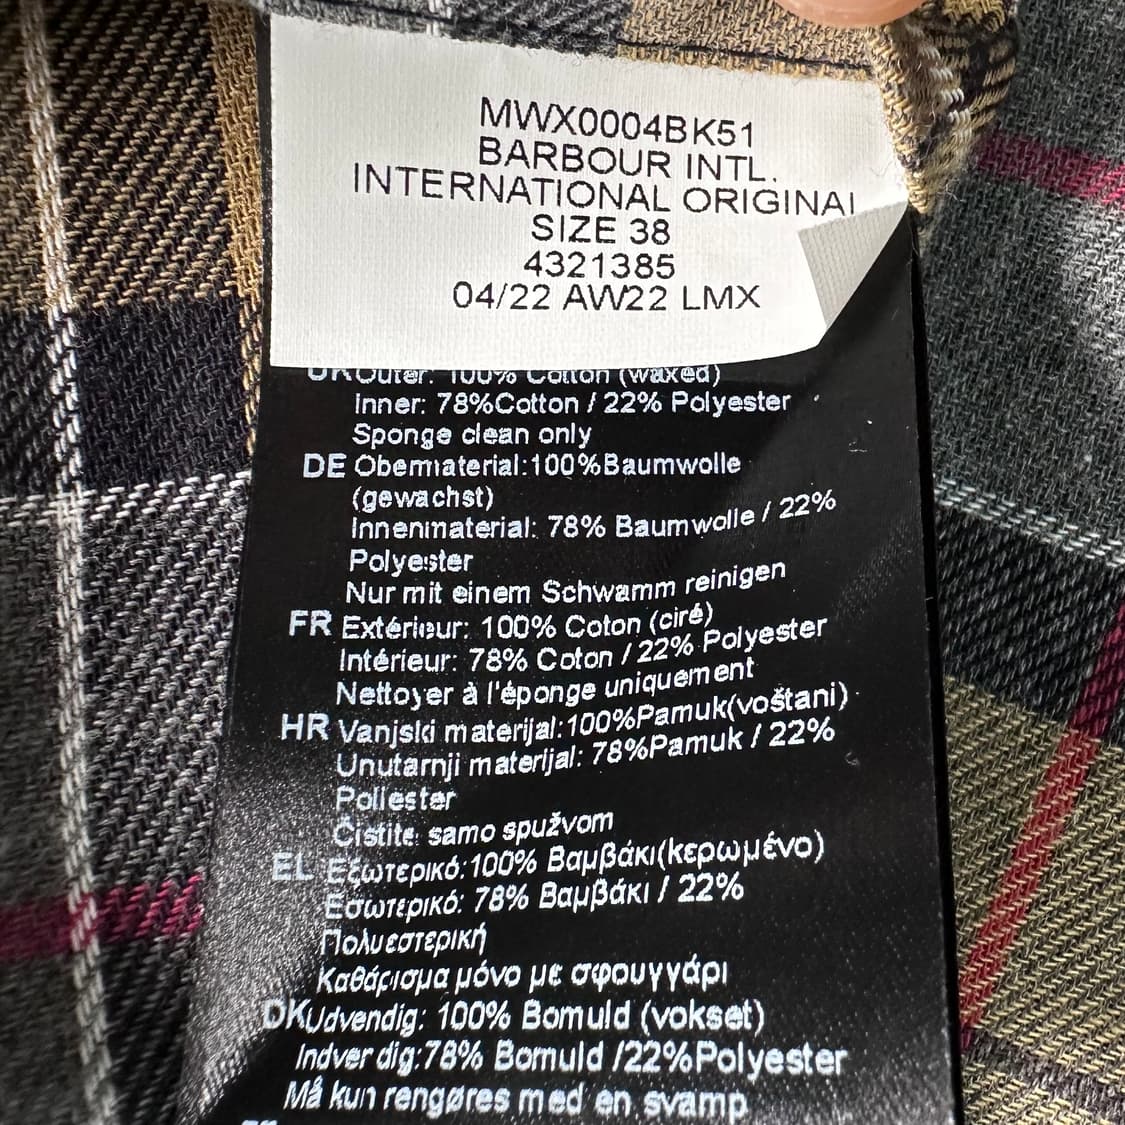 MWX0004BK51
BARBOUR INTL.
INTERNATIONAL ORIGINAL
SIZE 38
4321385
04/22 AW22 LMX
UK Outer: 100% Cotton (waxed)
Inner: 78%Cotton / 22% Polyester
Sponge clean only
DE Obermaterial:100%Baumwolle
(gewachst)
Innenmaterial: 78% Baumwolle / 22%
Polyester
Nur mit einem Schwamm reinigen
FR Extérieur: 100% Coton (ciré)
Intérieur: 78% Coton / 22% Polyester
Nettoyer à l'éponge uniquement
HR Vanjski materijal:100%Pamuk(voštani)
Unutarnji materijal: 78%Pamuk / 22%
Poliester
Čistite samo spužvom
EL Εξωτερικό:100% Βαμβάκι(κερωμένο)
Εσωτερικό: 78% Βαμβάκι / 22%
Πολυεστερική
Καθάρισμα μόνο με σφουγγάρι
DK Udvendig: 100% Bomuld (vokset)
Indverdig:78% Bomuld /22%Polyester
Må kun rengøres med en svamp